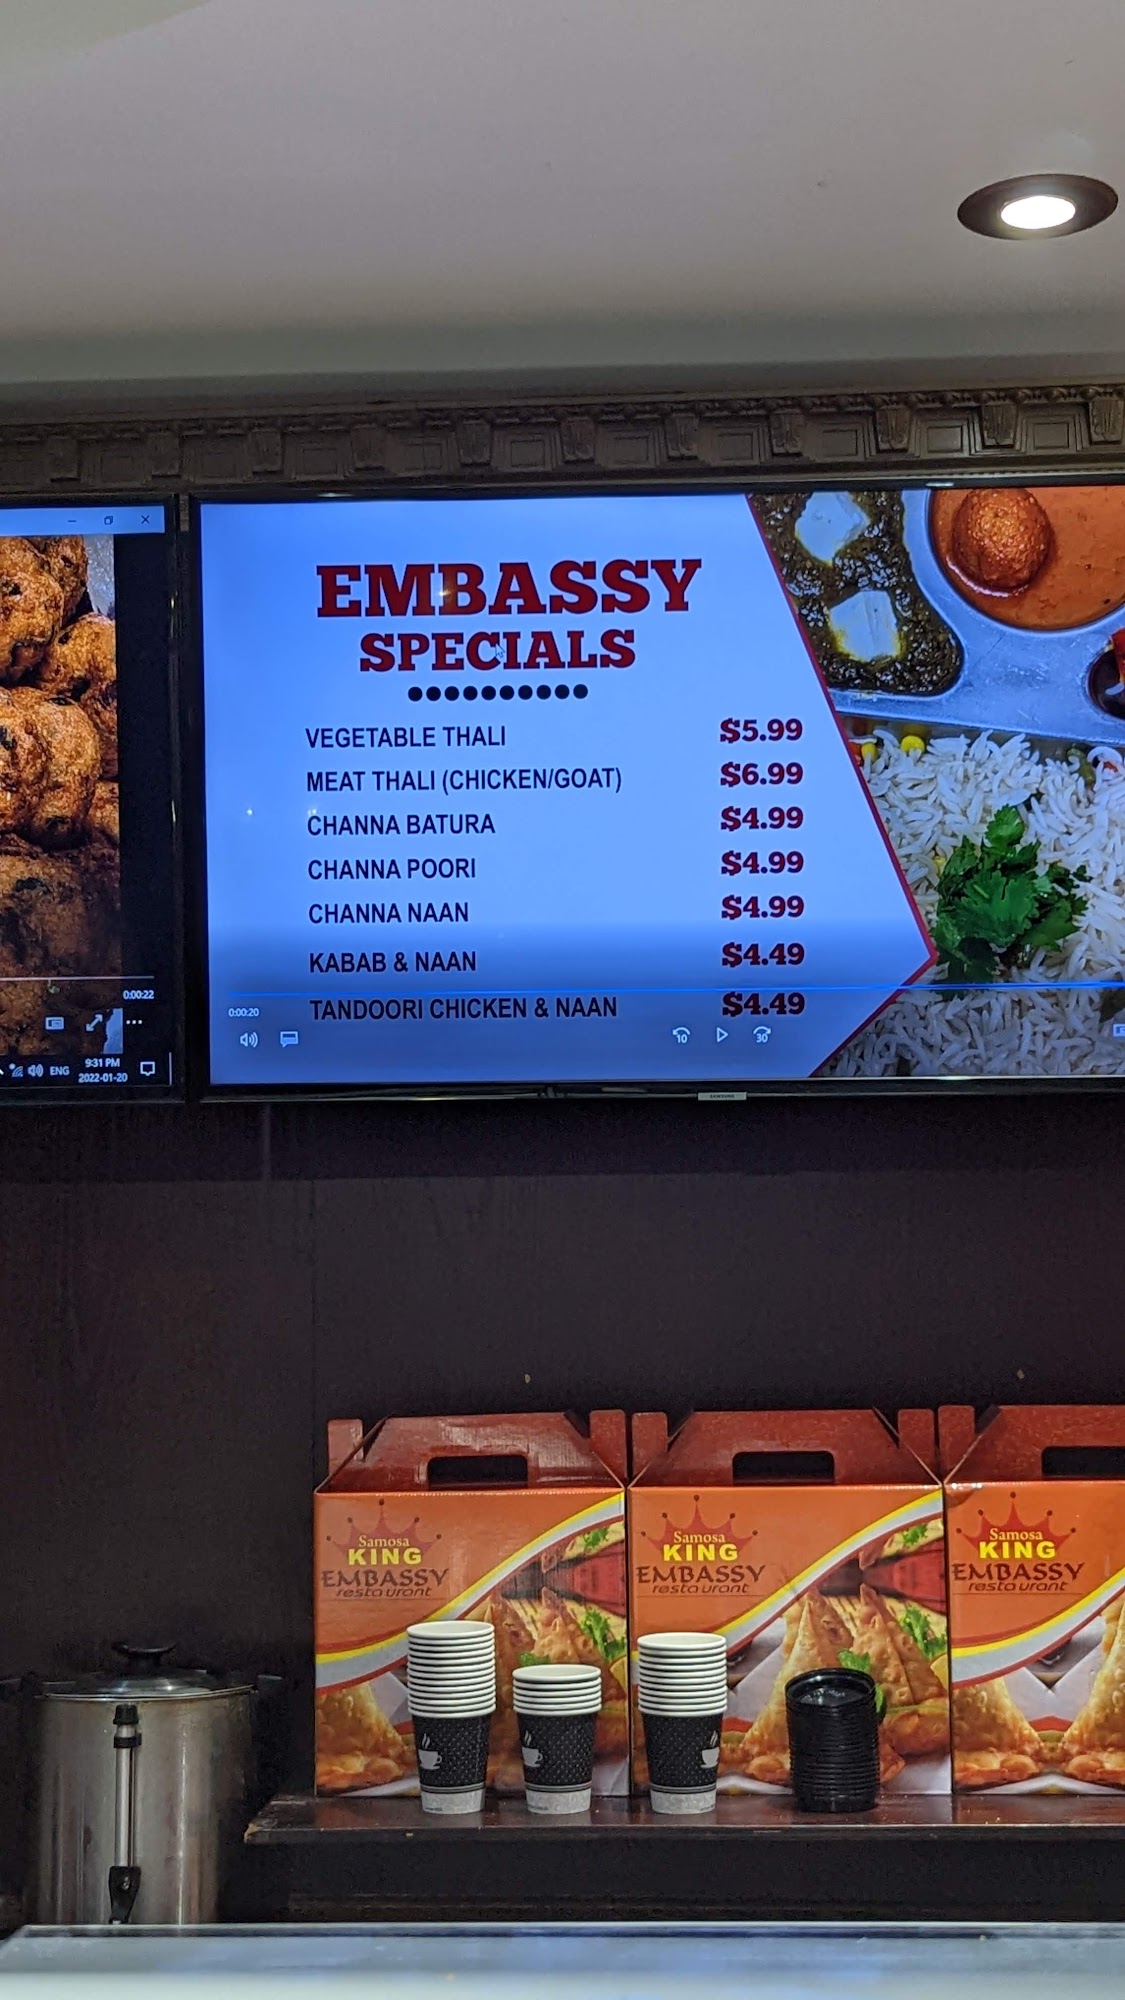 EMBASSY
SPECIALS
VEGETABLE THALI $5.99
MEAT THALI (CHICKEN/GOAT) $6.99
CHANNA BATURA $4.99
CHANNA POORI $4.99
CHANNA NAAN $4.99
KABAB & NAAN $4.49
TANDOORI CHICKEN & NAAN $4.49
0:00:20
10
30
0:00:22
ENG
9:31 PM
2022-01-20
SAMSUNG
Samosa
KING
EMBASSY
restaurant
Samosa
KING
EMBASSY
restaurant
Samosa
KING
EMBASSY
restaurant